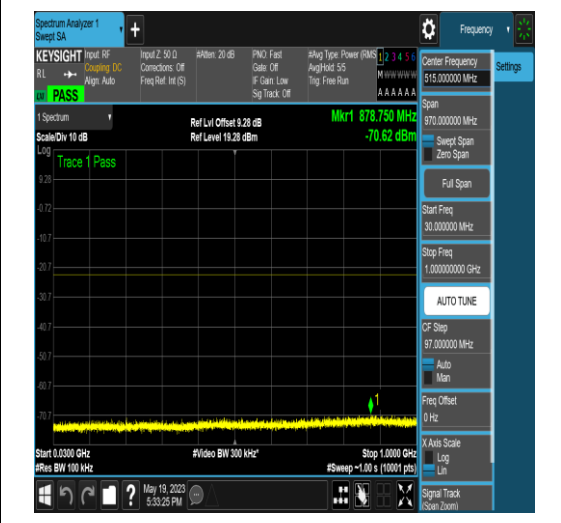 Spectrum Analyzer 1
Swept SA
+
Frequency
KEYSIGHT
RL
PASS
Input: RF
Coupling: DC
Align: Auto
Input Z: 50 Ω
Corrections: Off
Freq Ref: Int (S)
#Atten: 20 dB
PNO: Fast
Gate: Off
IF Gain: Low
Sig Track: Off
#Avg Type: Power (RMS
Avg|Hold: 5/5
Trig: Free Run
1 2 3 4 5 6
M W W W W W
A A A A A A
1 Spectrum
Scale/Div 10 dB
Ref Lvl Offset 9.28 dB
Ref Level 19.28 dBm
Mkr1 878.750 MHz
-70.62 dBm
Log
Trace 1 Pass
9.28
-0.72
-10.7
-20.7
-30.7
-40.7
-50.7
-60.7
-70.7
1
Start 0.0300 GHz
#Res BW 100 kHz
#Video BW 300 kHz*
Stop 1.0000 GHz
#Sweep ~1.00 s (10001 pts)
May 19, 2023
5:33:25 PM
?
Center Frequency
515.000000 MHz
Settings
Span
970.000000 MHz
Swept Span
Zero Span
Full Span
Start Freq
30.000000 MHz
Stop Freq
1.000000000 GHz
AUTO TUNE
CF Step
97.000000 MHz
Auto
Man
Freq Offset
0 Hz
X Axis Scale
Log
Lin
Signal Track
(Span Zoom)